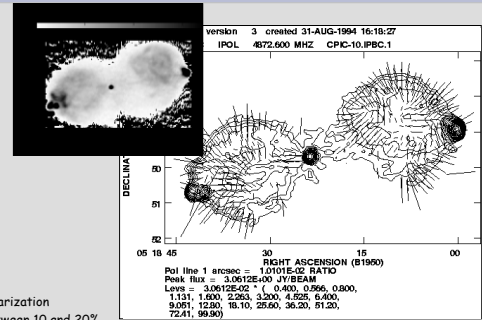 version 3 created 31-AUG-1994 16:18:27
IPOL 4872.600 MHZ CPIC-10.IPBC.1
50
51
52
05 18 45 30 15 00
RIGHT ASCENSION (B1950)
Pol line 1 arcsec = 1.0101E-02 RATIO
Peak flux = 3.0612E+00 JY/BEAM
Levs = 3.0612E-02 * ( 0.400, 0.566, 0.800,
1.131, 1.600, 2.263, 3.200, 4.525, 6.400,
9.051, 12.80, 18.10, 25.60, 36.20, 51.20,
72.41, 99.90)
between 10 and 20%